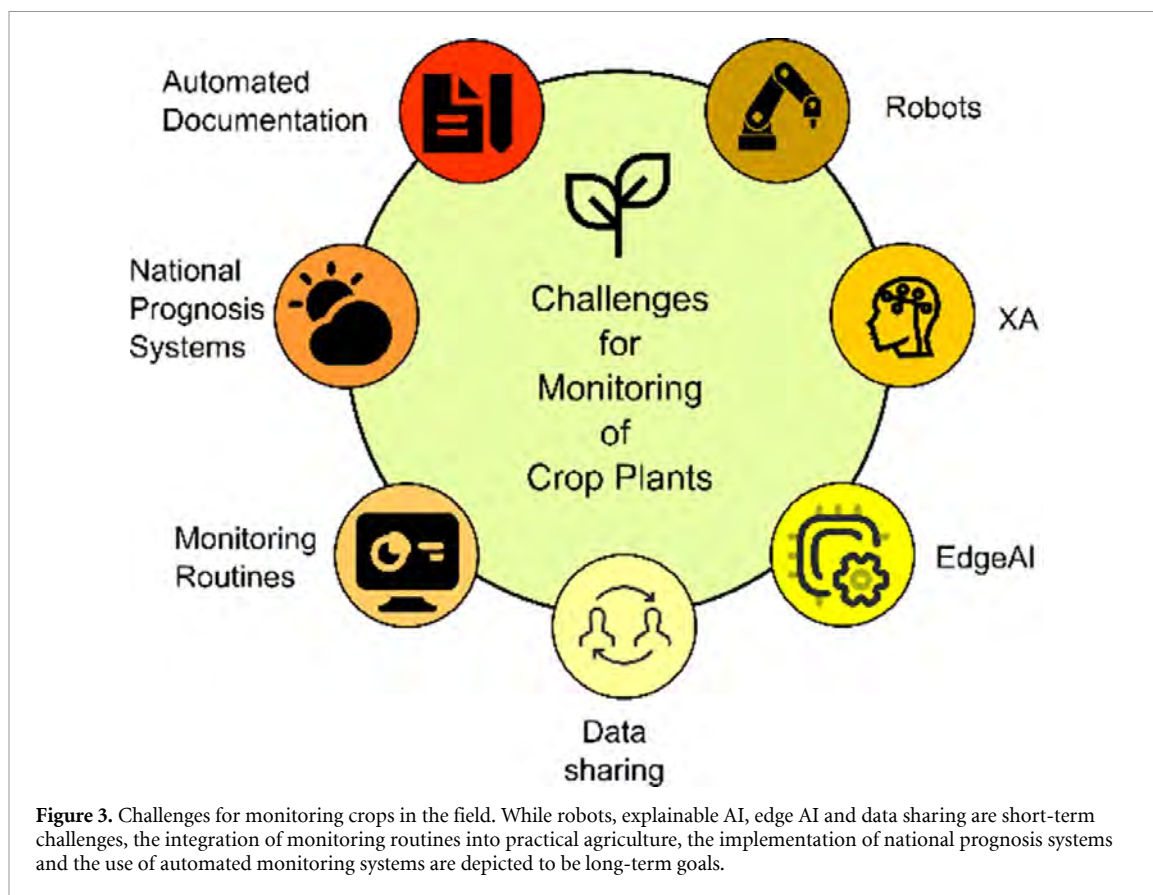 Automated
Documentation
Robots
National
Prognosis
Systems
Challenges
for
Monitoring
of
Crop Plants
XA
Monitoring
Routines
EdgeAI
Data
sharing
Figure 3. Challenges for monitoring crops in the field. While robots, explainable AI, edge AI and data sharing are short-term
challenges, the integration of monitoring routines into practical agriculture, the implementation of national prognosis systems
and the use of automated monitoring systems are depicted to be long-term goals.